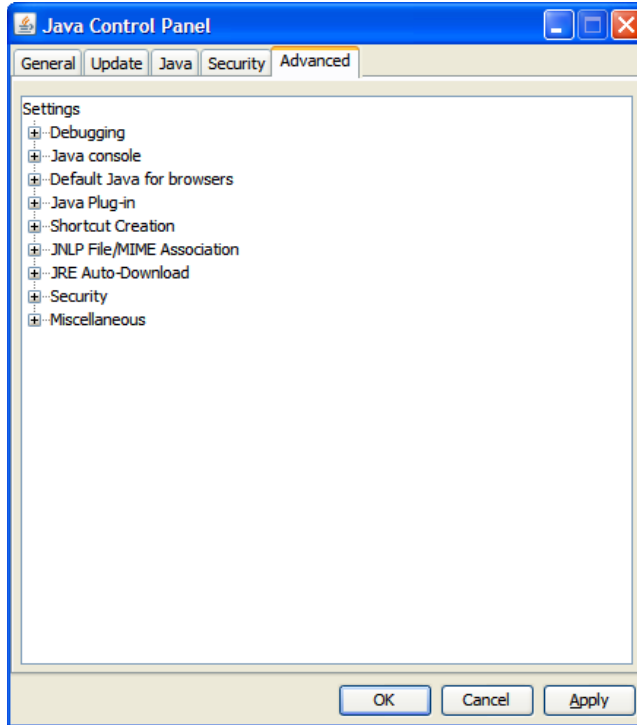 Java Control Panel
General Update Java Security Advanced
Settings
Debugging
Java console
Default Java for browsers
Java Plug-in
Shortcut Creation
JNLP File/MIME Association
JRE Auto-Download
Security
Miscellaneous
OK Cancel Apply